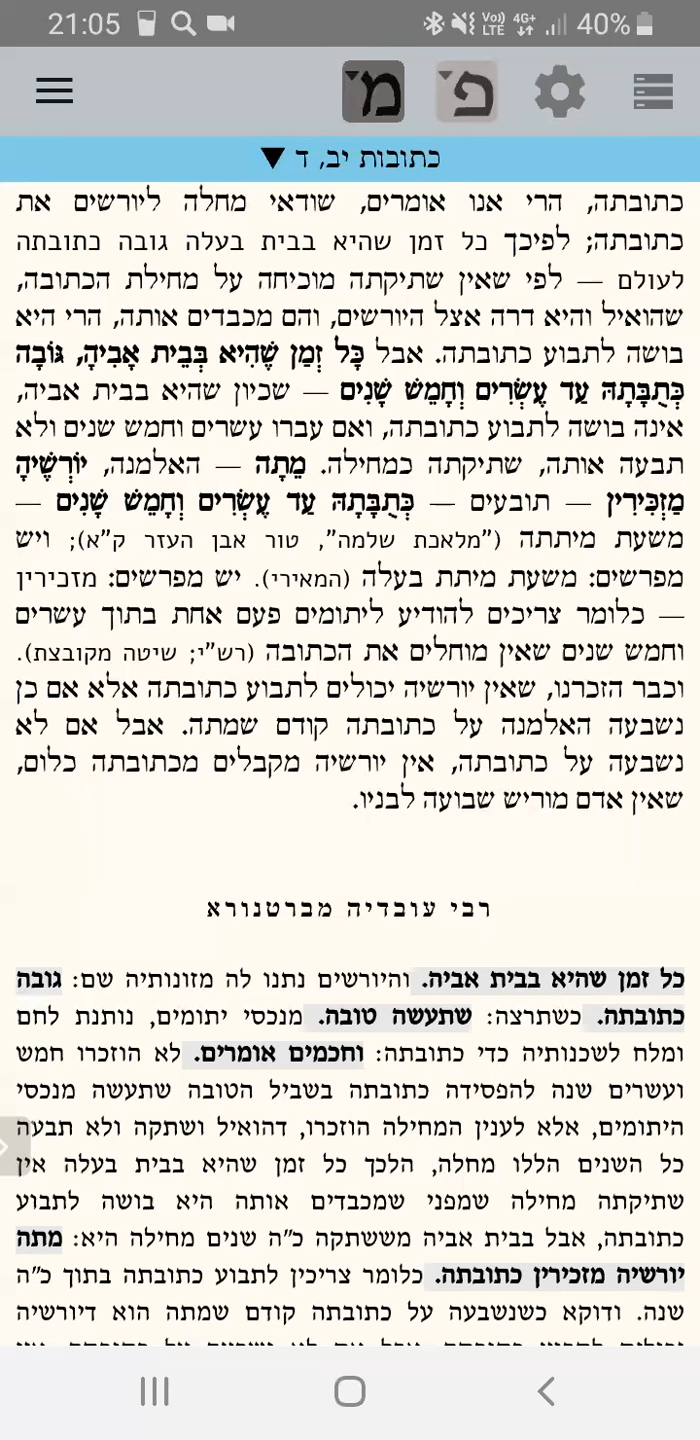 21:05 Vo)) LTE 4G+ 40%
מ פ
כתובות יב, ד ▼
כתובתה, הרי אנו אומרים, שודאי מחלה ליורשים את
כתובתה; לפיכך כל זמן שהיא בבית בעלה גובה כתובתה
לעולם — לפי שאין שתיקתה מוכיחה על מחילת הכתובה,
שהואיל והיא דרה אצל היורשים, והם מכבדים אותה, הרי היא
בושה לתבוע כתובתה. אבל כָּל זְמַן שֶׁהִיא בְּבֵית אָבִיהָ, גּוֹבָה
כְּתֻבָּתָהּ עַד עֶשְׂרִים וְחָמֵשׁ שָׁנִים — שכיון שהיא בבית אביה,
אינה בושה לתבוע כתובתה, ואם עברו עשרים וחמש שנים ולא
תבעה אותה, שתיקתה כמחילה. מֵתָה — האלמנה, יוֹרְשֶׁיהָ
מַזְכִּירִין — תובעים — כְּתֻבָּתָהּ עַד עֶשְׂרִים וְחָמֵשׁ שָׁנִים —
משעת מיתתה ("מלאכת שלמה", טור אבן העזר ק"א); ויש
מפרשים: משעת מיתת בעלה (המאירי). יש מפרשים: מזכירין
— כלומר צריכים להודיע ליתומים פעם אחת בתוך עשרים
וחמש שנים שאין מוחלים את הכתובה (רש"י; שיטה מקובצת).
וכבר הזכרנו, שאין יורשיה יכולים לתבוע כתובתה אלא אם כן
נשבעה האלמנה על כתובתה קודם שמתה. אבל אם לא
נשבעה על כתובתה, אין יורשיה מקבלים מכתובתה כלום,
שאין אדם מוריש שבועה לבניו.
רבי עובדיה מברטנורא
כל זמן שהיא בבית אביה. והיורשים נתנו לה מזונותיה שם: גובה
כתובתה. כשתרצה: שתעשה טובה. מנכסי יתומים, נותנת לחם
ומלח לשכנותיה כדי כתובתה: וחכמים אומרים. לא הוזכרו חמש
ועשרים שנה להפסידה כתובתה בשביל הטובה שתעשה מנכסי
היתומים, אלא לענין המחילה הוזכרו, דהואיל ושתקה ולא תבעה
כל השנים הללו מחלה, הלכך כל זמן שהיא בבית בעלה אין
שתיקתה מחילה שמפני שמכבדים אותה היא בושה לתבוע
כתובתה, אבל בבית אביה מששתקה כ"ה שנים מחילה היא: מתה
יורשיה מזכירין כתובתה. כלומר צריכין לתבוע כתובתה בתוך כ"ה
שנה. ודוקא כשנשבעה על כתובתה קודם שמתה הוא דיורשיה